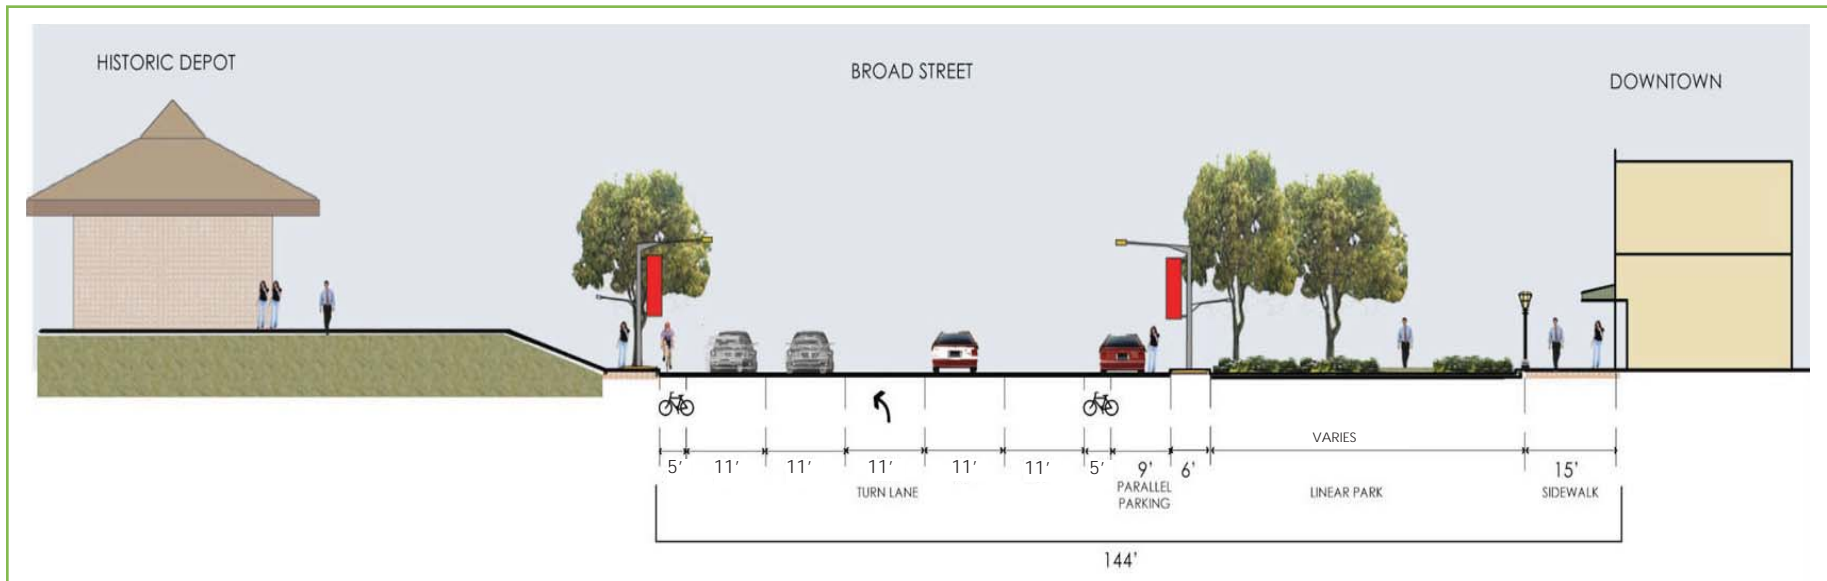 HISTORIC DEPOT
BROAD STREET
DOWNTOWN
VARIES
5' 11' 11' 11' 11' 11' 5' 9' 6' 15'
TURN LANE
PARALLEL
PARKING
LINEAR PARK
SIDEWALK
144'